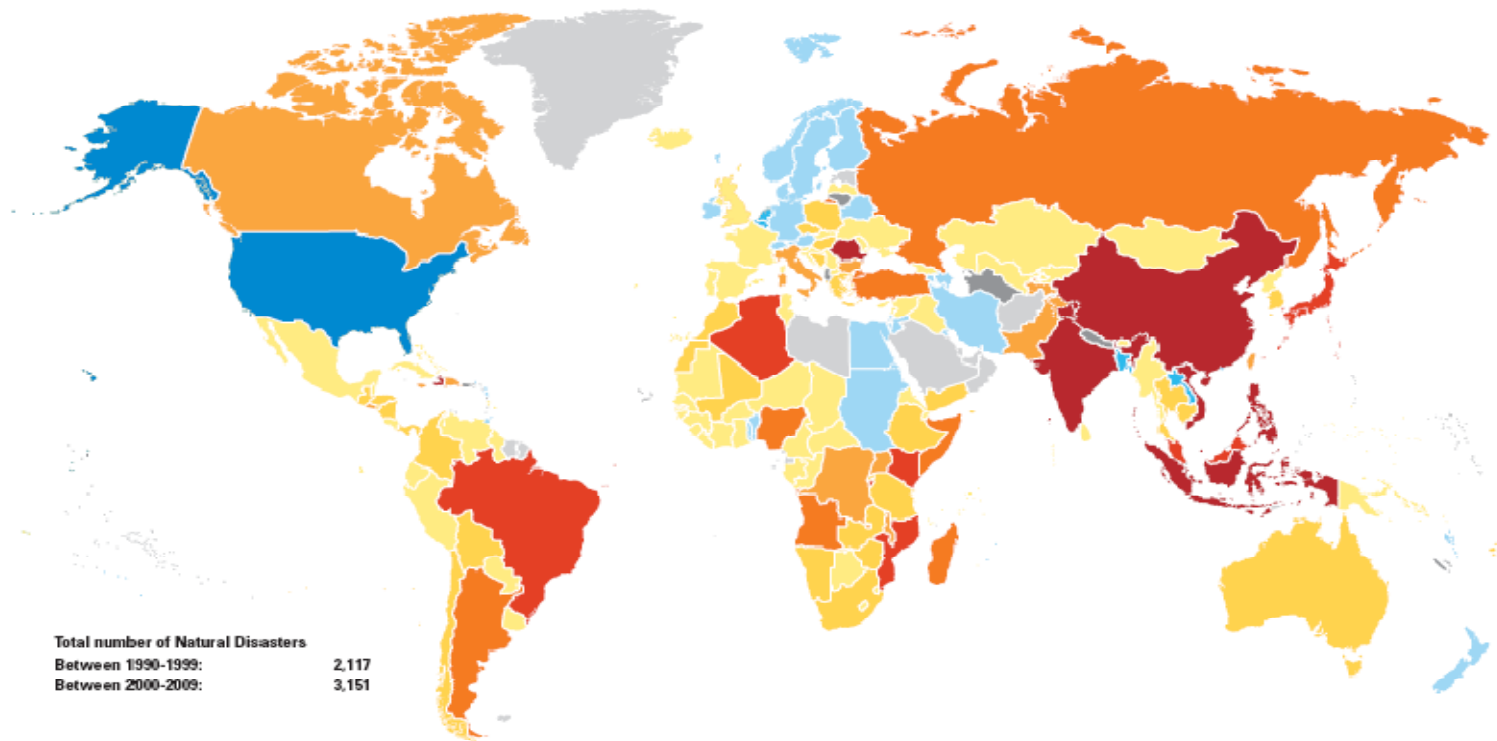 Total number of Natural Disasters
Between 1990-1999: 2,117
Between 2000-2009: 3,151